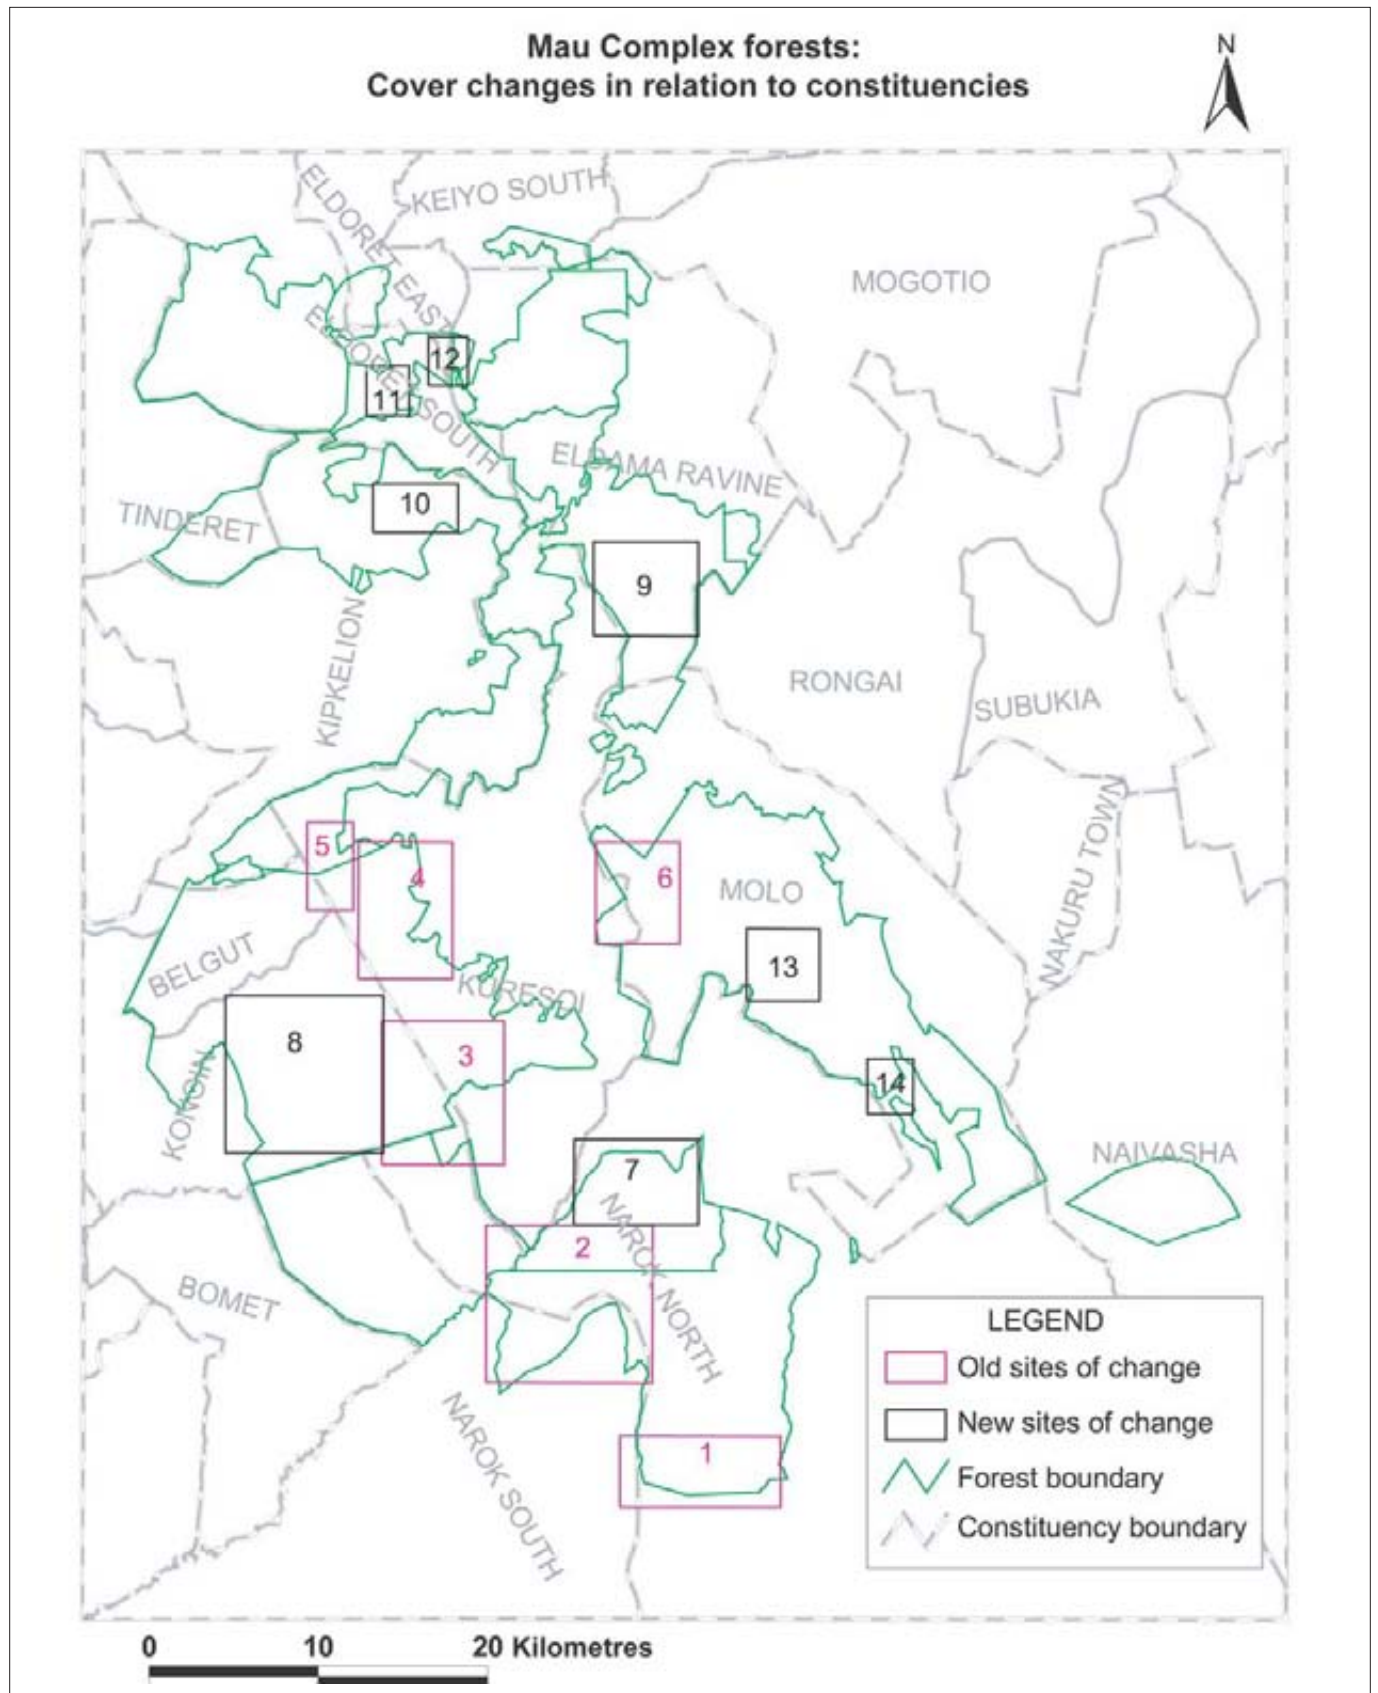 Mau Complex forests:
Cover changes in relation to constituencies
N
ELDORET EAST
KEIYO SOUTH
MOGOTIO
ELDORET SOUTH
12
11
ELDAMA RAVINE
10
TINDERET
9
KIPKELION
RONGAI
SUBUKIA
NAKURU TOWN
5
4
6
MOLO
BELGUT
KURESOI
13
8
3
14
KONOIN
7
NAIVASHA
2
NAROK NORTH
BOMET
1
NAROK SOUTH
LEGEND
Old sites of change
New sites of change
Forest boundary
Constituency boundary
0 10 20 Kilometres